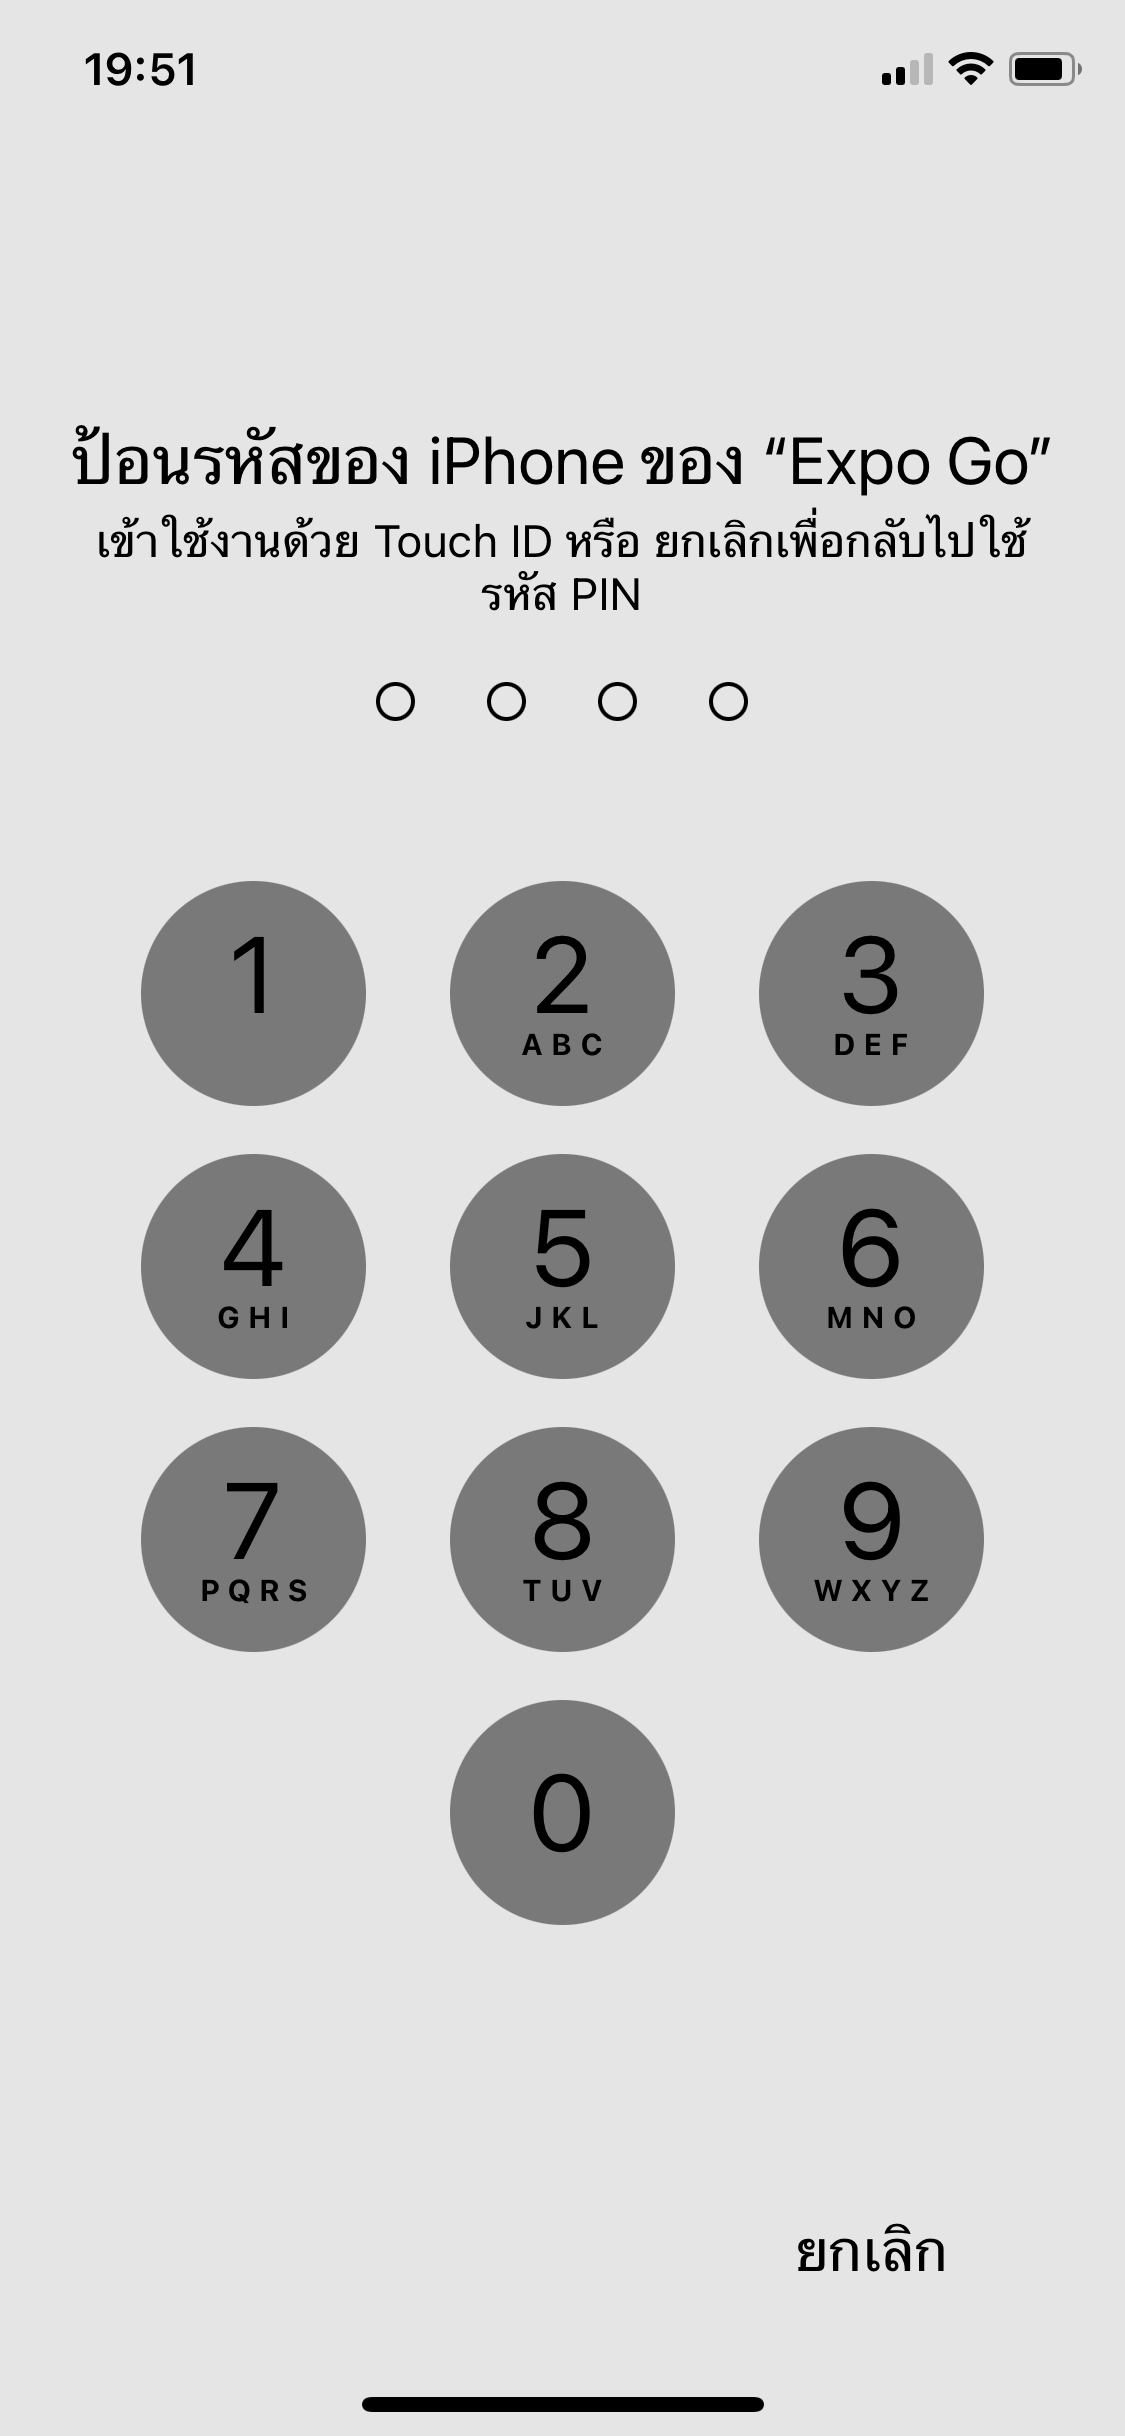 19:51
ป้อนรหัสของ iPhone ของ “Expo Go”
เข้าใช้งานด้วย Touch ID หรือ ยกเลิกเพื่อกลับไปใช้
รหัส PIN
1 2 3
ABC DEF
4 5 6
GHI JKL MNO
7 8 9
PQRS TUV WXYZ
0
ยกเลิก